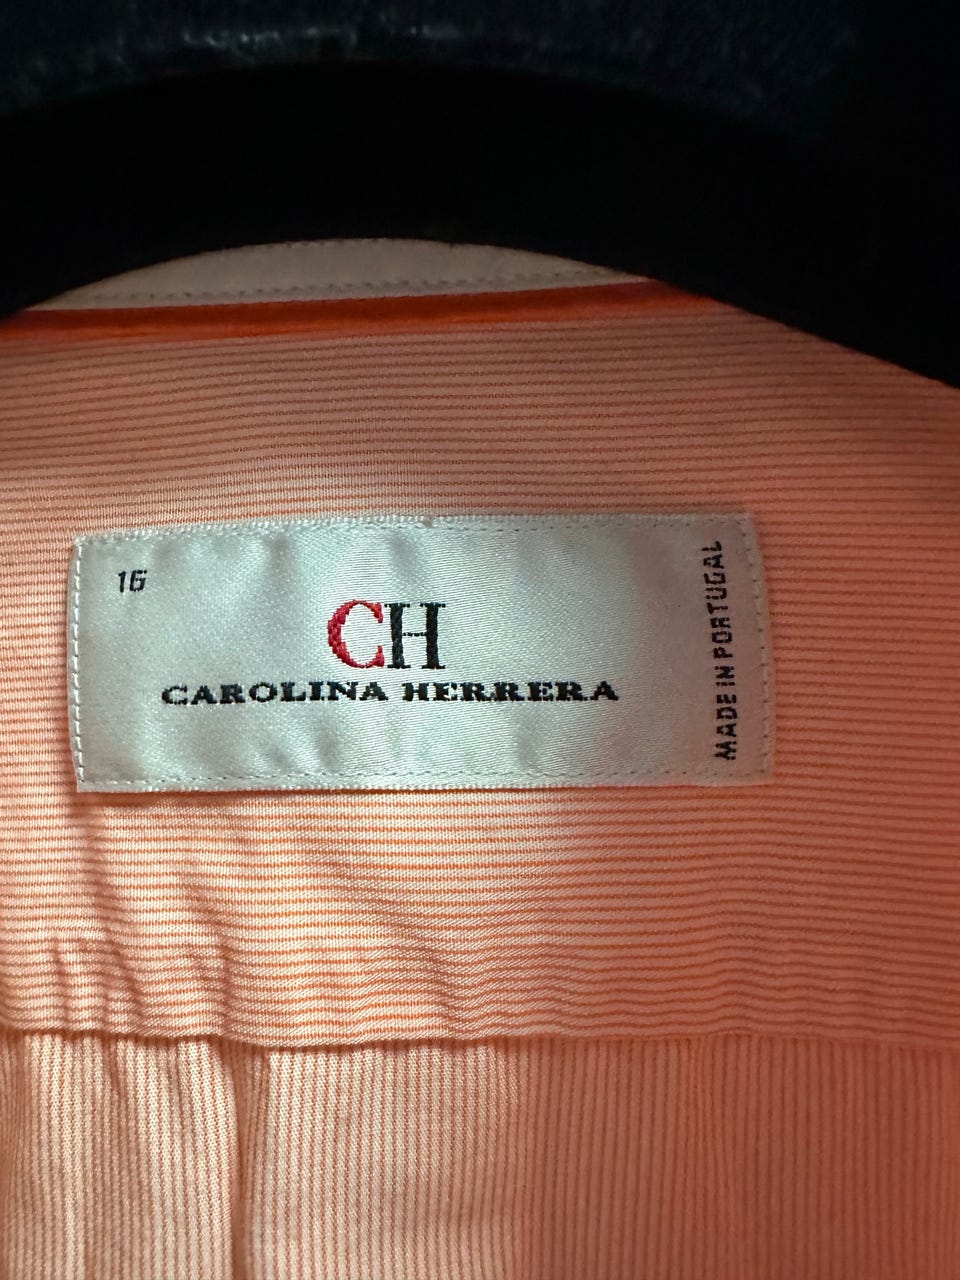 16
CH
CAROLINA HERRERA
MADE IN PORTUGAL